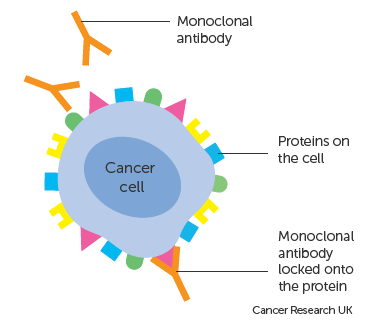 Monoclonal
antibody
Cancer
cell
Proteins on
the cell
Monoclonal
antibody
locked onto
the protein
Cancer Research UK